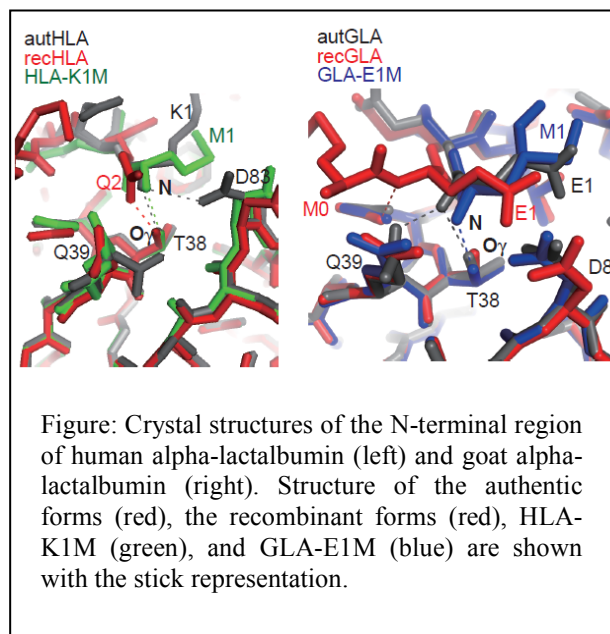 autHLA
recHLA
HLA-K1M
K1
M1
Q2
N
D83
Oγ
T38
Q39
autGLA
recGLA
GLA-E1M
M1
E1
M0
E1
N
Oγ
Q39
D8
T38
Figure: Crystal structures of the N-terminal region
of human alpha-lactalbumin (left) and goat alpha-
lactalbumin (right). Structure of the authentic
forms (red), the recombinant forms (red), HLA-
K1M (green), and GLA-E1M (blue) are shown
with the stick representation.